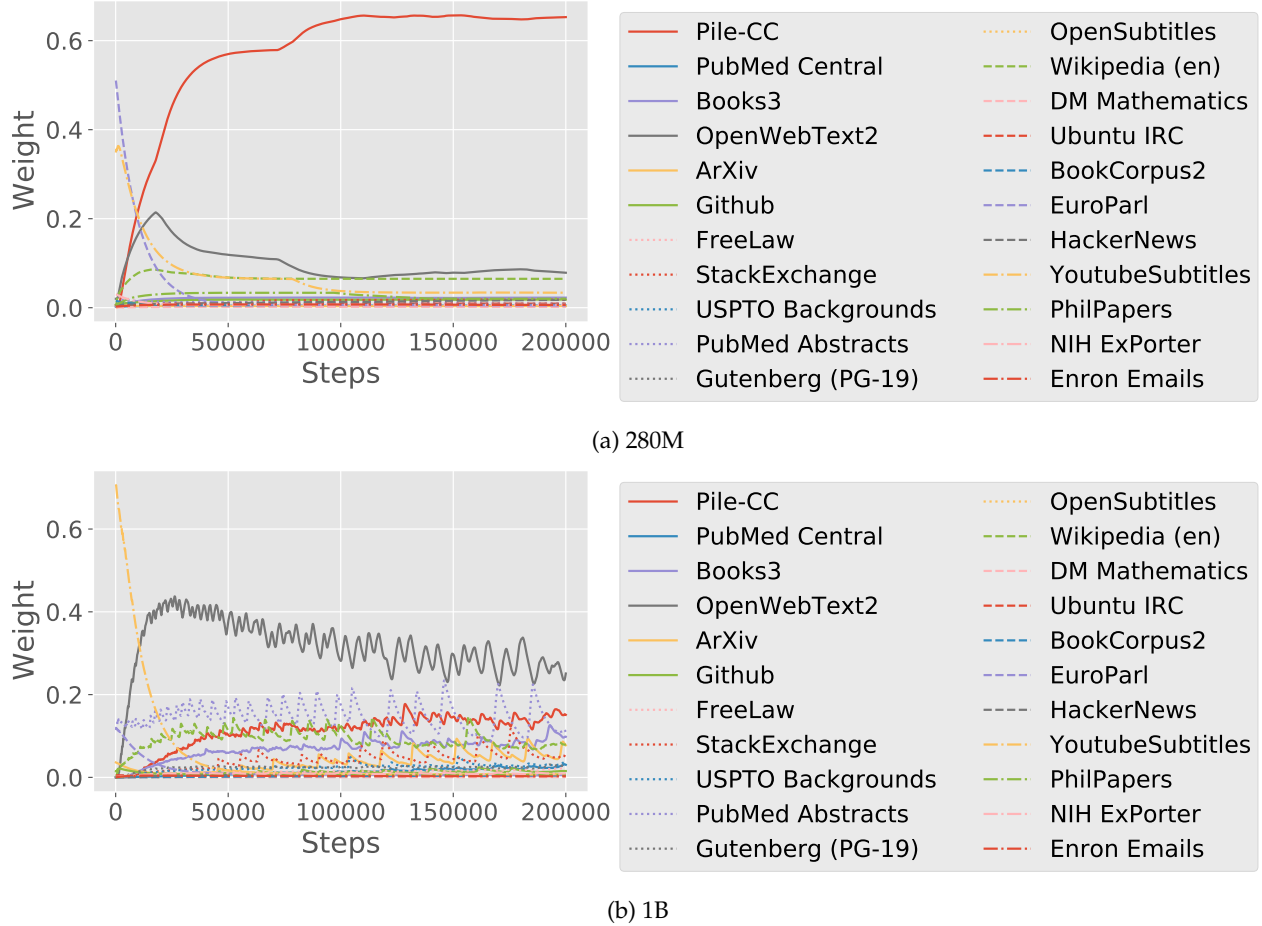 0.6
0.4
0.2
0.0
Weight
0
50000
100000
150000
200000
Steps
Pile-CC
PubMed Central
Books3
OpenWebText2
ArXiv
Github
FreeLaw
StackExchange
USPTO Backgrounds
PubMed Abstracts
Gutenberg (PG-19)
OpenSubtitles
Wikipedia (en)
DM Mathematics
Ubuntu IRC
BookCorpus2
EuroParl
HackerNews
YoutubeSubtitles
PhilPapers
NIH ExPorter
Enron Emails
(a) 280M
0.6
0.4
0.2
0.0
Weight
0
50000
100000
150000
200000
Steps
Pile-CC
PubMed Central
Books3
OpenWebText2
ArXiv
Github
FreeLaw
StackExchange
USPTO Backgrounds
PubMed Abstracts
Gutenberg (PG-19)
OpenSubtitles
Wikipedia (en)
DM Mathematics
Ubuntu IRC
BookCorpus2
EuroParl
HackerNews
YoutubeSubtitles
PhilPapers
NIH ExPorter
Enron Emails
(b) 1B